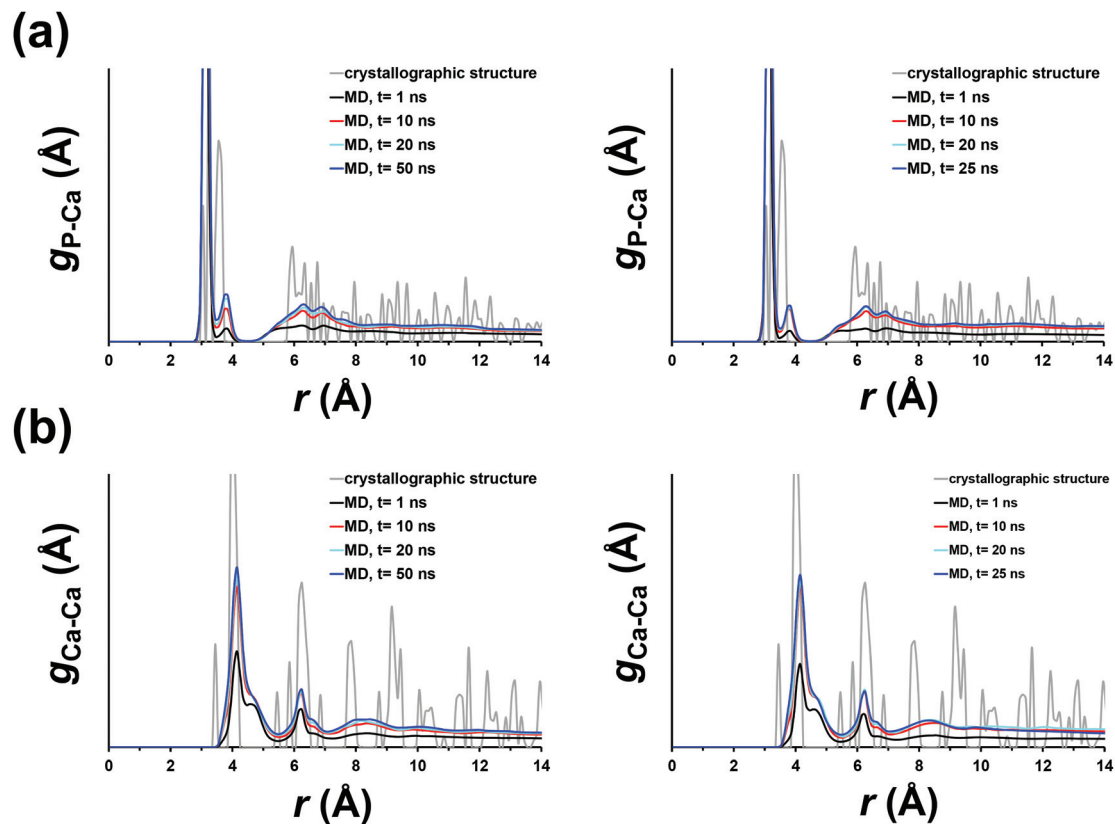 (a)
crystallographic structure
MD, t= 1 ns
MD, t= 10 ns
MD, t= 20 ns
MD, t= 50 ns
gP-Ca (Å)
0 2 4 6 8 10 12 14
r (Å)
crystallographic structure
MD, t= 1 ns
MD, t= 10 ns
MD, t= 20 ns
MD, t= 25 ns
gP-Ca (Å)
0 2 4 6 8 10 12 14
r (Å)
(b)
crystallographic structure
MD, t= 1 ns
MD, t= 10 ns
MD, t= 20 ns
MD, t= 50 ns
gCa-Ca (Å)
0 2 4 6 8 10 12 14
r (Å)
crystallographic structure
MD, t= 1 ns
MD, t= 10 ns
MD, t= 20 ns
MD, t= 25 ns
gCa-Ca (Å)
0 2 4 6 8 10 12 14
r (Å)